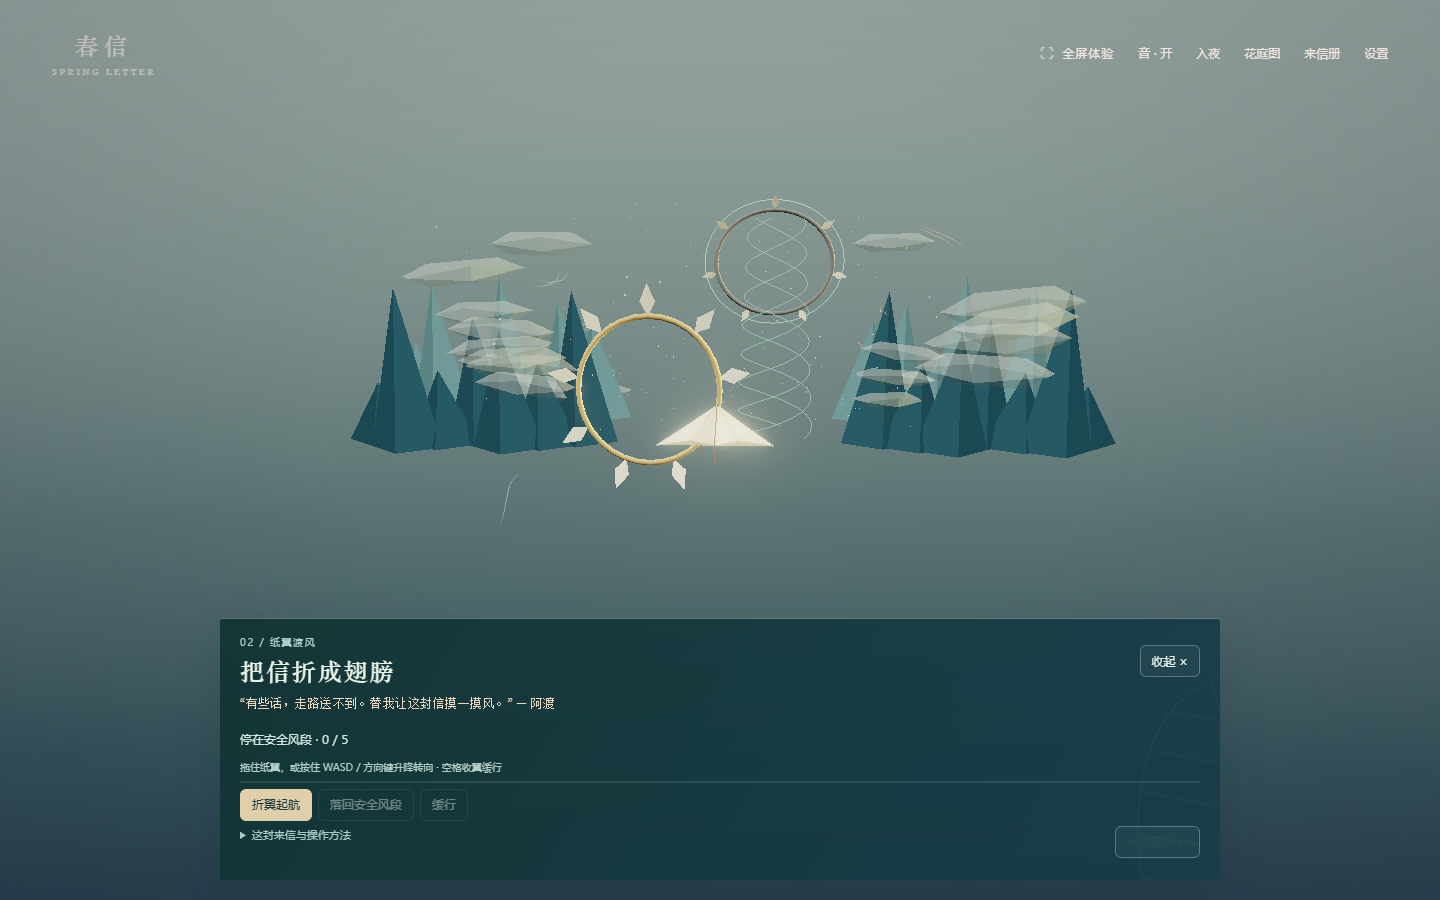 春信
SPRING LETTER
全屏体验 音·开 入夜 花庭图 来信册 设置
02 / 纸翼渡风
把信折成翅膀
收起 ×
“有些话，走路送不到。替我让这封信摸一摸风。” — 阿渡
停在安全风段 · 0 / 5
拖住纸翼，或按住 WASD / 方向键升降转向 · 空格收翼缓行
折翼起航 落回安全风段 缓行
▶ 这封来信与操作方法